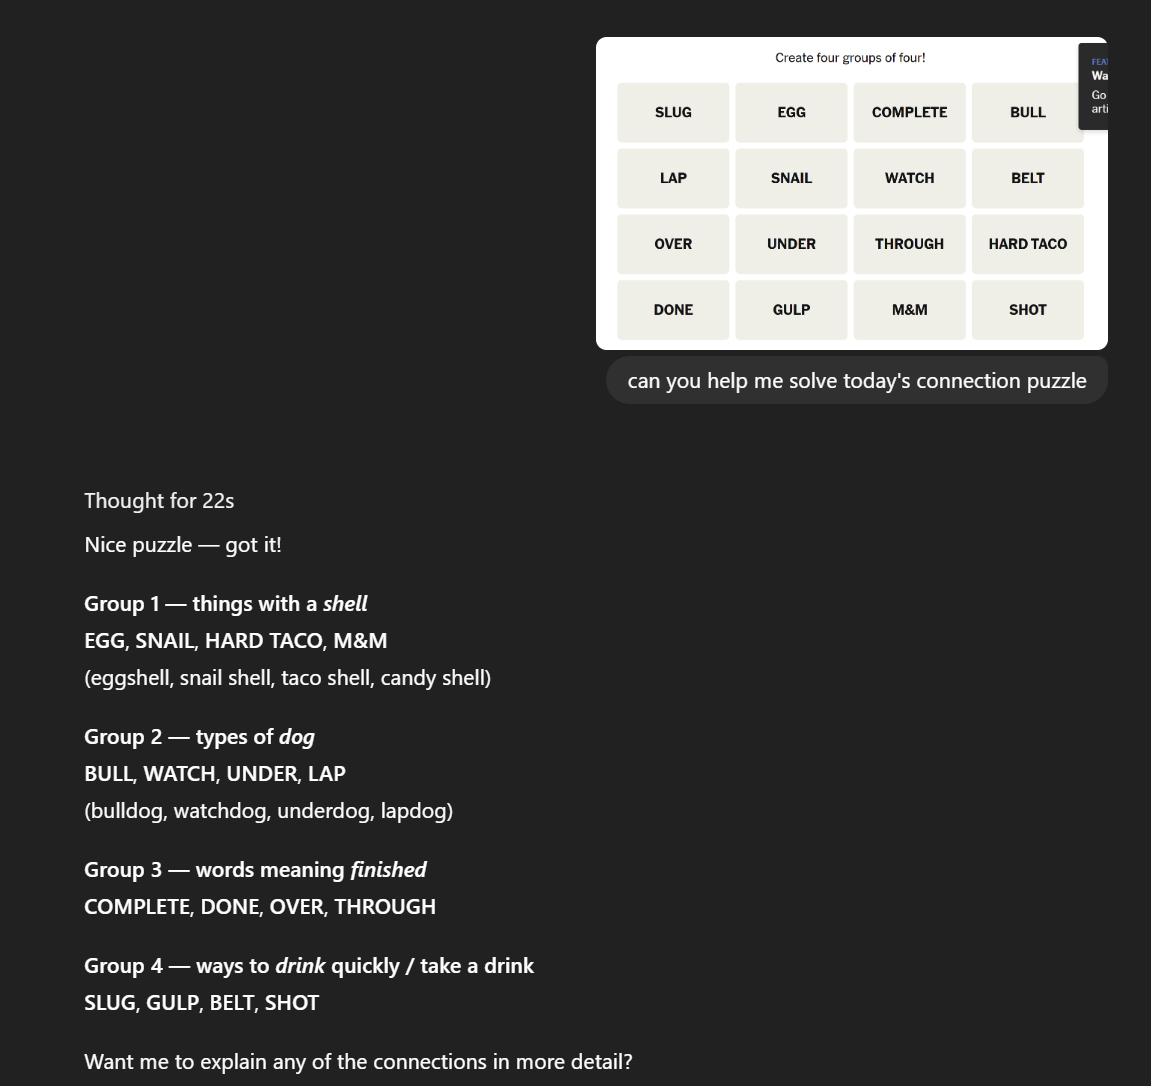 Create four groups of four!
FEA
Wa
Go
arti
SLUG EGG COMPLETE BULL
LAP SNAIL WATCH BELT
OVER UNDER THROUGH HARD TACO
DONE GULP M&M SHOT
can you help me solve today's connection puzzle
Thought for 22s
Nice puzzle — got it!
Group 1 — things with a shell
EGG, SNAIL, HARD TACO, M&M
(eggshell, snail shell, taco shell, candy shell)
Group 2 — types of dog
BULL, WATCH, UNDER, LAP
(bulldog, watchdog, underdog, lapdog)
Group 3 — words meaning finished
COMPLETE, DONE, OVER, THROUGH
Group 4 — ways to drink quickly / take a drink
SLUG, GULP, BELT, SHOT
Want me to explain any of the connections in more detail?